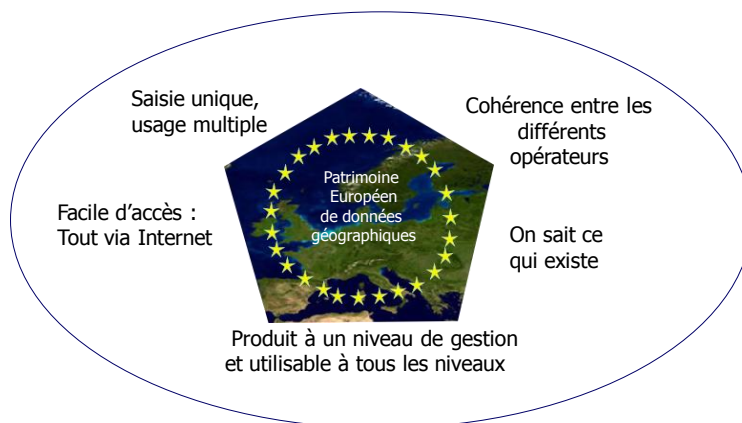 Saisie unique,
usage multiple
Cohérence entre les
différents
opérateurs
Patrimoine
Européen
de données
géographiques
Facile d’accès :
Tout via Internet
On sait ce
qui existe
Produit à un niveau de gestion
et utilisable à tous les niveaux